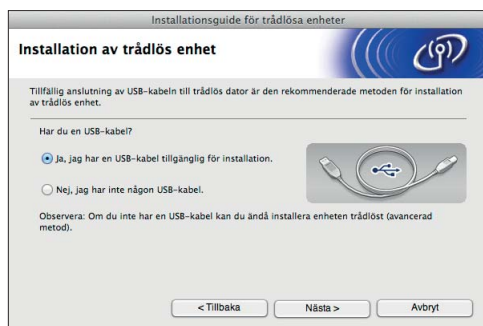 Installationsguide för trådlösa enheter
Installation av trådlös enhet
Tillfällig anslutning av USB-kabeln till trådlös dator är den rekommenderade metoden för installation
av trådlös enhet.
Har du en USB-kabel?
Ja, jag har en USB-kabel tillgänglig för installation.
Nej, jag har inte någon USB-kabel.
Observera: Om du inte har en USB-kabel kan du ändå installera enheten trådlöst (avancerad
metod).
< Tillbaka
Nästa >
Avbryt